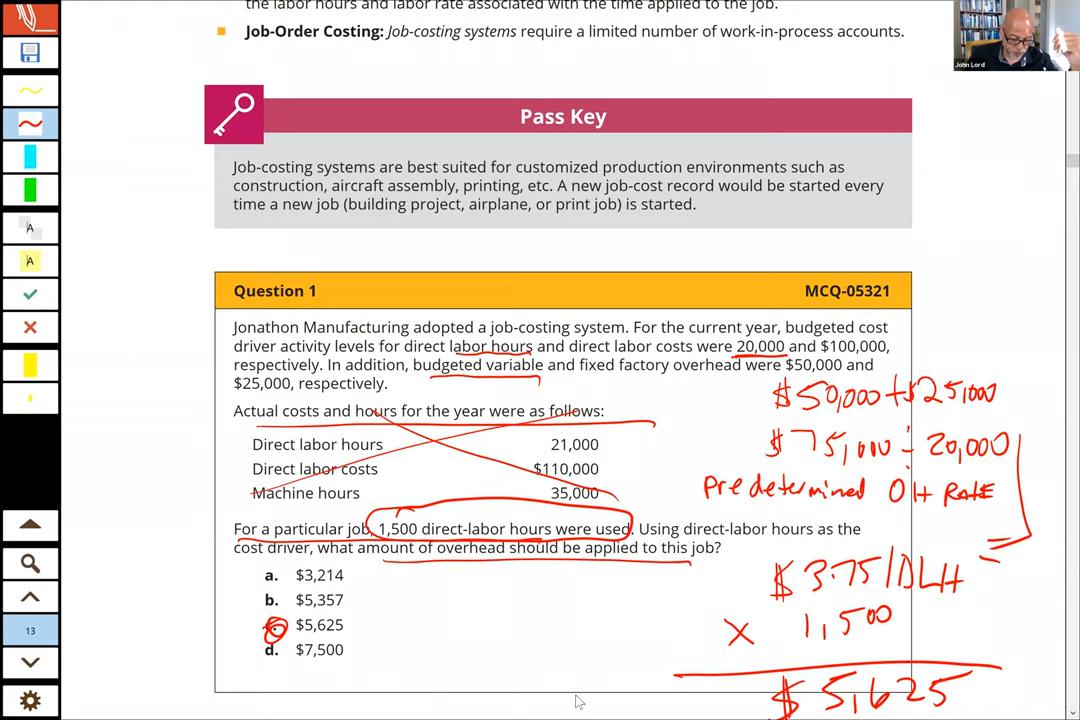 the labor hours and labor rate associated with the time applied to the job.
Job-Order Costing: Job-costing systems require a limited number of work-in-process accounts.
John Lord
Pass Key
Job-costing systems are best suited for customized production environments such as
construction, aircraft assembly, printing, etc. A new job-cost record would be started every
time a new job (building project, airplane, or print job) is started.
A
A
Question 1 MCQ-05321
Jonathon Manufacturing adopted a job-costing system. For the current year, budgeted cost
driver activity levels for direct labor hours and direct labor costs were 20,000 and $100,000,
respectively. In addition, budgeted variable and fixed factory overhead were $50,000 and
$25,000, respectively.
Actual costs and hours for the year were as follows:
Direct labor hours 21,000
Direct labor costs $110,000
Machine hours 35,000
For a particular job, 1,500 direct-labor hours were used. Using direct-labor hours as the
cost driver, what amount of overhead should be applied to this job?
a. $3,214
b. $5,357
$5,625
d. $7,500
$50,000 + $25,000
$75,000 ÷ 20,000
Predetermined OH RATE
=
$3.75/DLH
x 1,500
$5,625
13